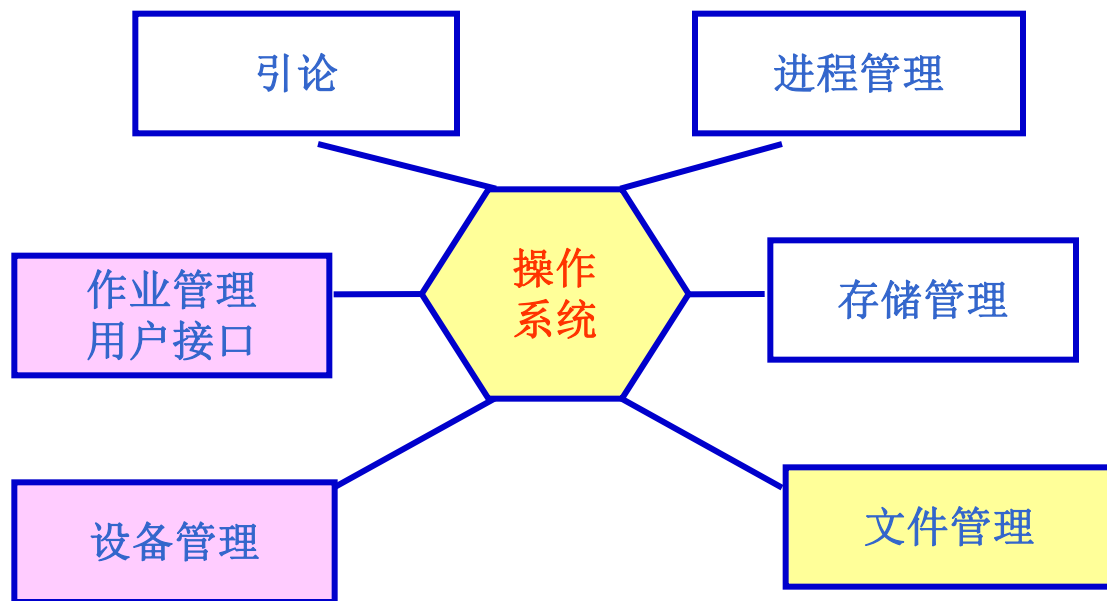 引论
进程管理
操作
系统
作业管理
用户接口
存储管理
设备管理
文件管理